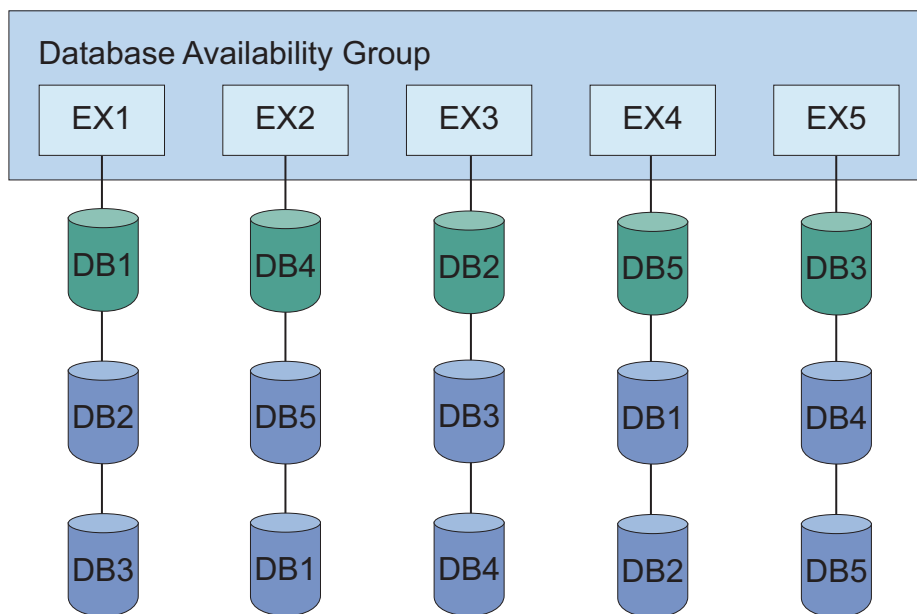 Database Availability Group
EX1 EX2 EX3 EX4 EX5
DB1 DB4 DB2 DB5 DB3
DB2 DB5 DB3 DB1 DB4
DB3 DB1 DB4 DB2 DB5